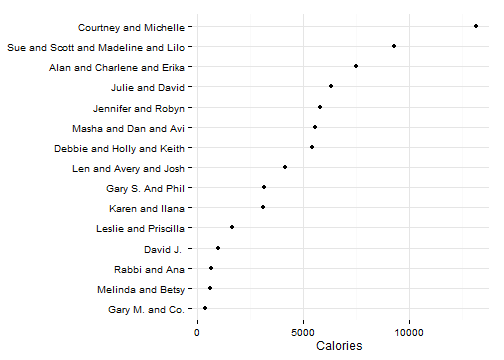 Courtney and Michelle
Sue and Scott and Madeline and Lilo
Alan and Charlene and Erika
Julie and David
Jennifer and Robyn
Masha and Dan and Avi
Debbie and Holly and Keith
Len and Avery and Josh
Gary S. And Phil
Karen and Ilana
Leslie and Priscilla
David J.
Rabbi and Ana
Melinda and Betsy
Gary M. and Co.
0 5000 10000
Calories